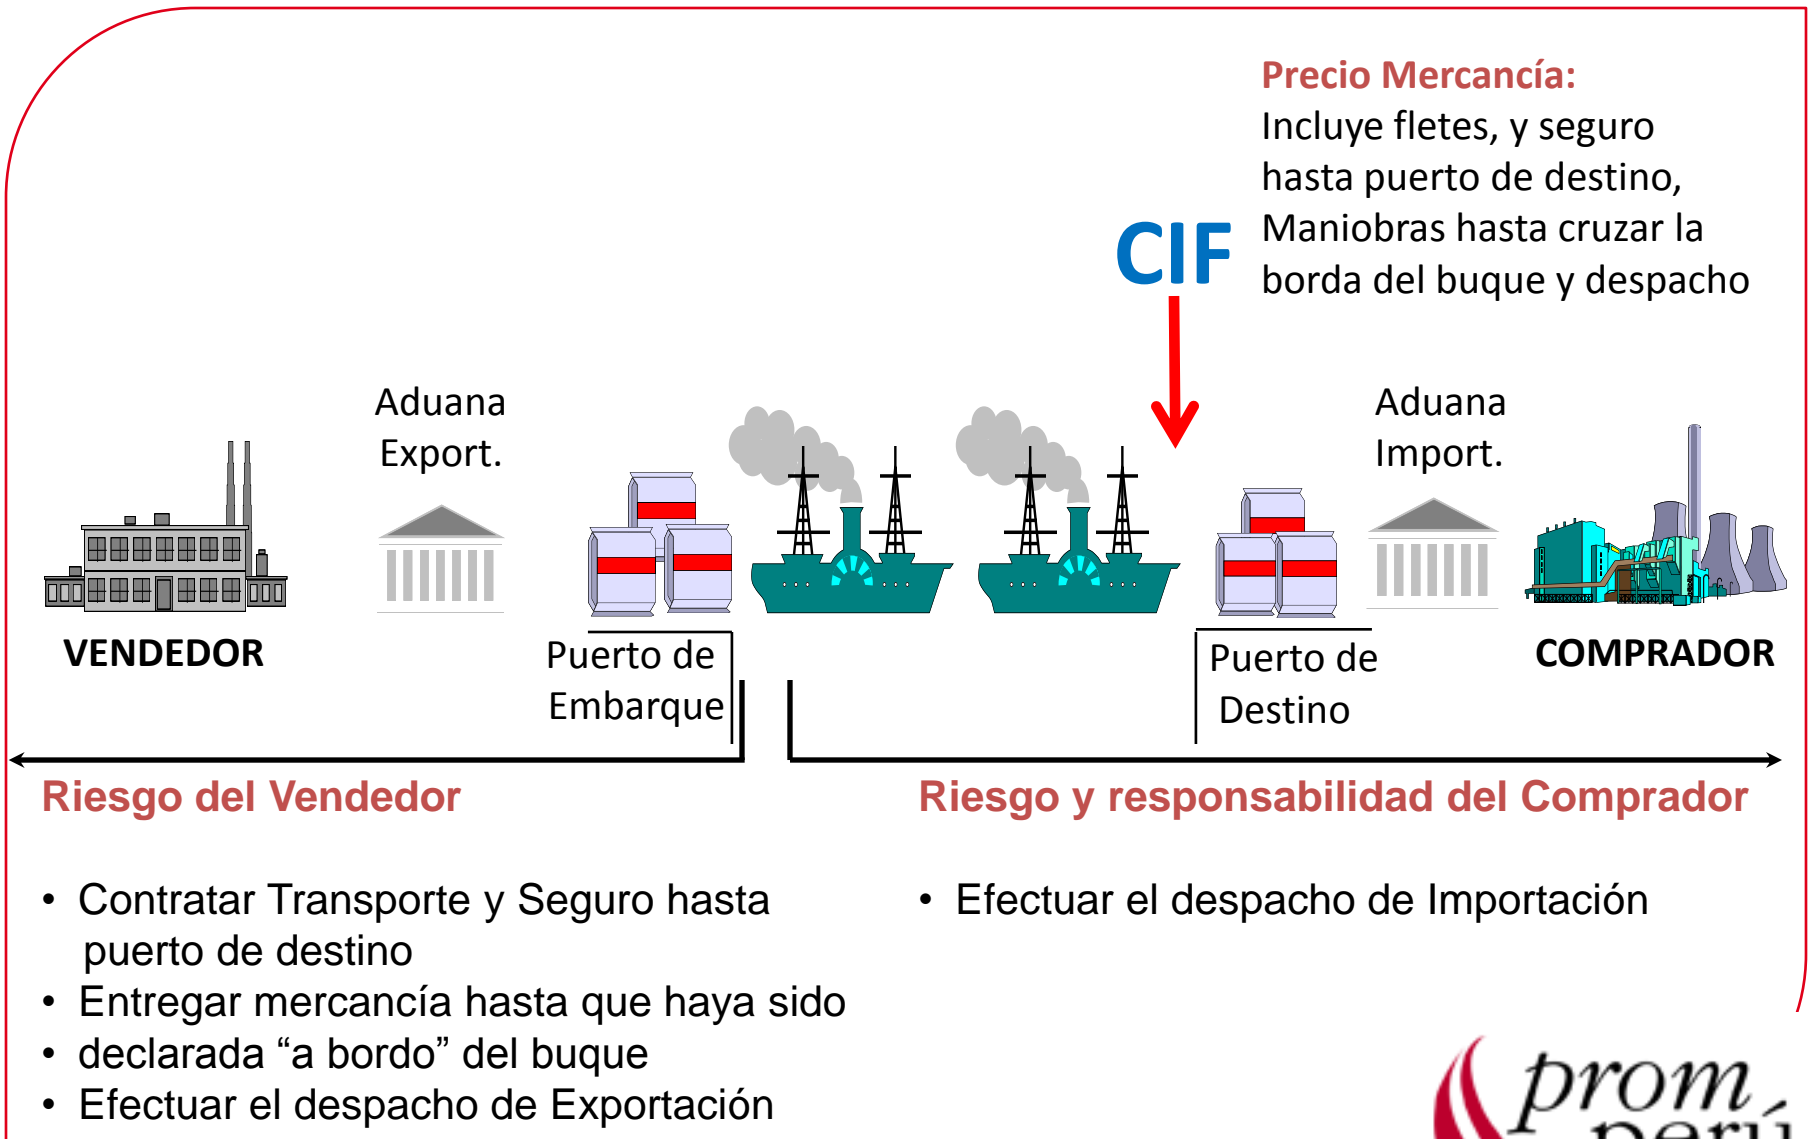 Precio Mercancía:
Incluye fletes, y seguro
hasta puerto de destino,
Maniobras hasta cruzar la
borda del buque y despacho
CIF
Aduana
Export.
Aduana
Import.
VENDEDOR
Puerto de
Embarque
Puerto de
Destino
COMPRADOR
Riesgo del Vendedor
Riesgo y responsabilidad del Comprador
• Contratar Transporte y Seguro hasta
puerto de destino
• Entregar mercancía hasta que haya sido
• declarada “a bordo” del buque
• Efectuar el despacho de Exportación
• Efectuar el despacho de Importación
prom
perú